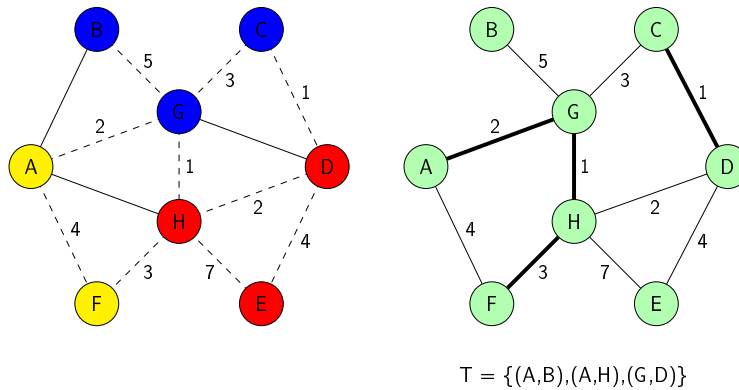 B C B C
5 3 1 5 3 1
G G
2 2
A 1 D A 1 D
2 2
H H
4 3 7 4 4 3 7 4
F E F E
T = {(A,B),(A,H),(G,D)}